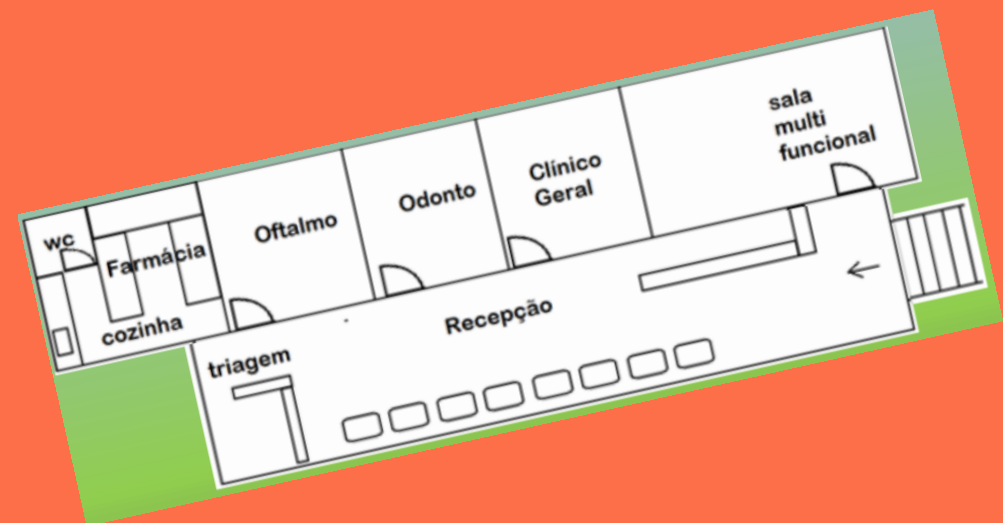 wc
Farmácia
cozinha
Oftalmo
Odonto
Clínico
Geral
sala
multi
funcional
triagem
Recepção